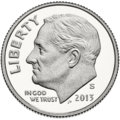 LIBERTY
IN GOD
WE TRUST
S
2013